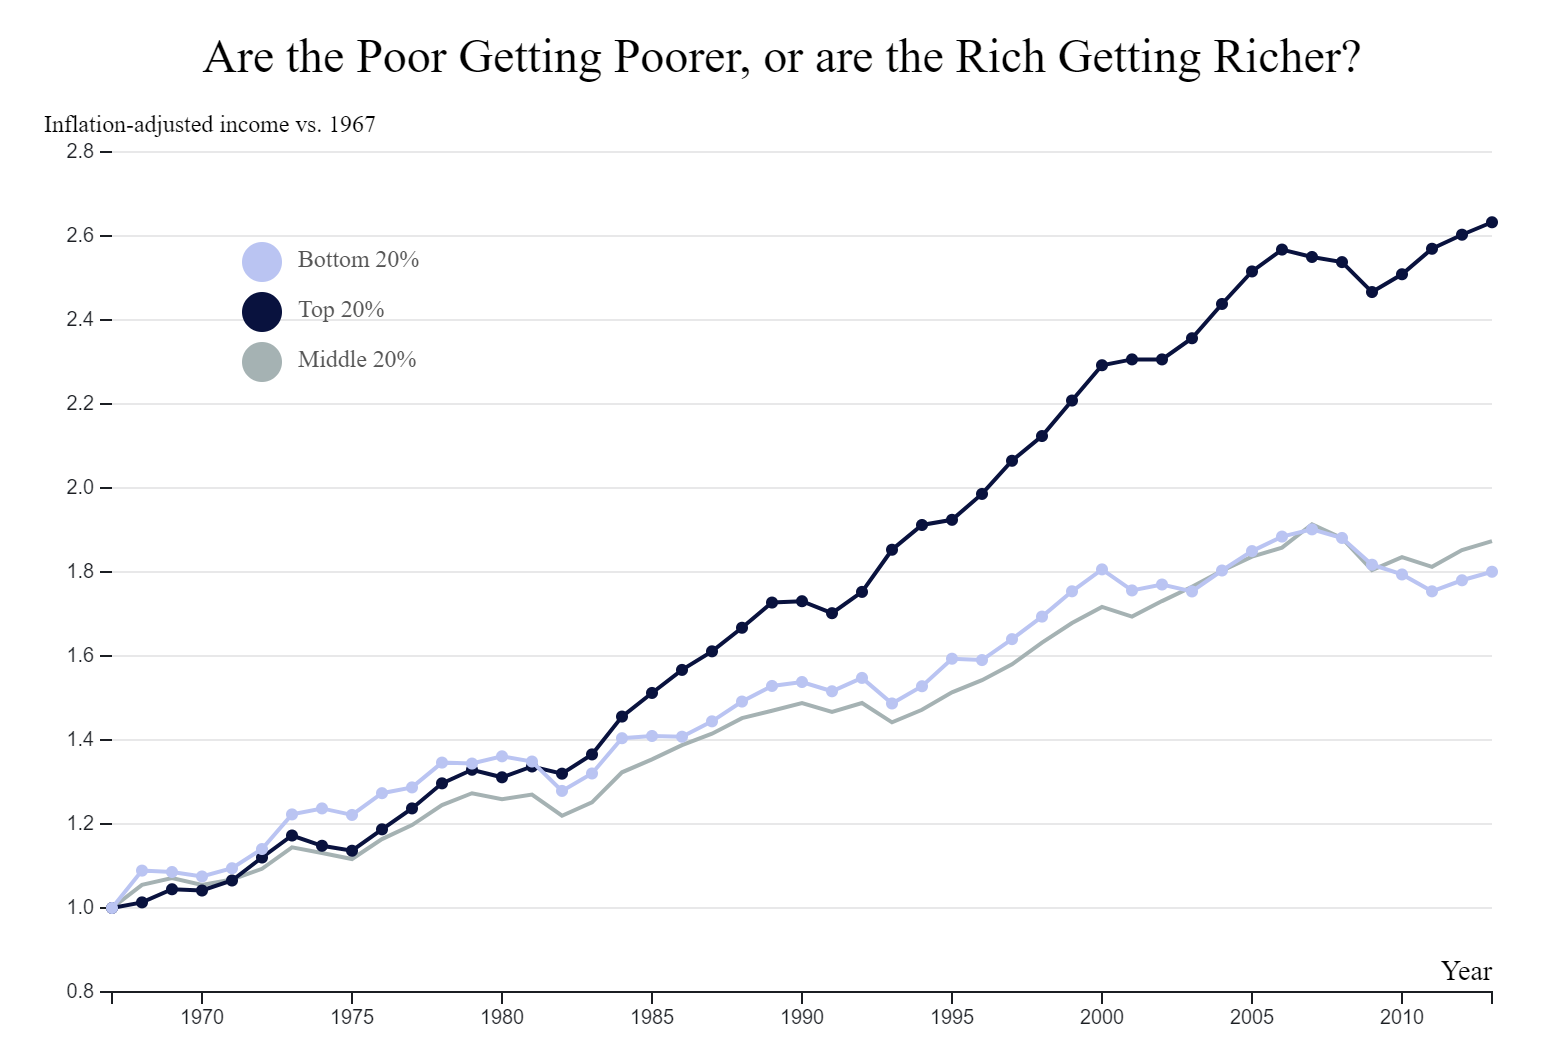 Are the Poor Getting Poorer, or are the Rich Getting Richer?
Inflation-adjusted income vs. 1967
2.8
2.6
Bottom 20%
Top 20%
2.4
Middle 20%
2.2
2.0
1.8
1.6
1.4
1.2
1.0
Year
0.8
1970 1975 1980 1985 1990 1995 2000 2005 2010